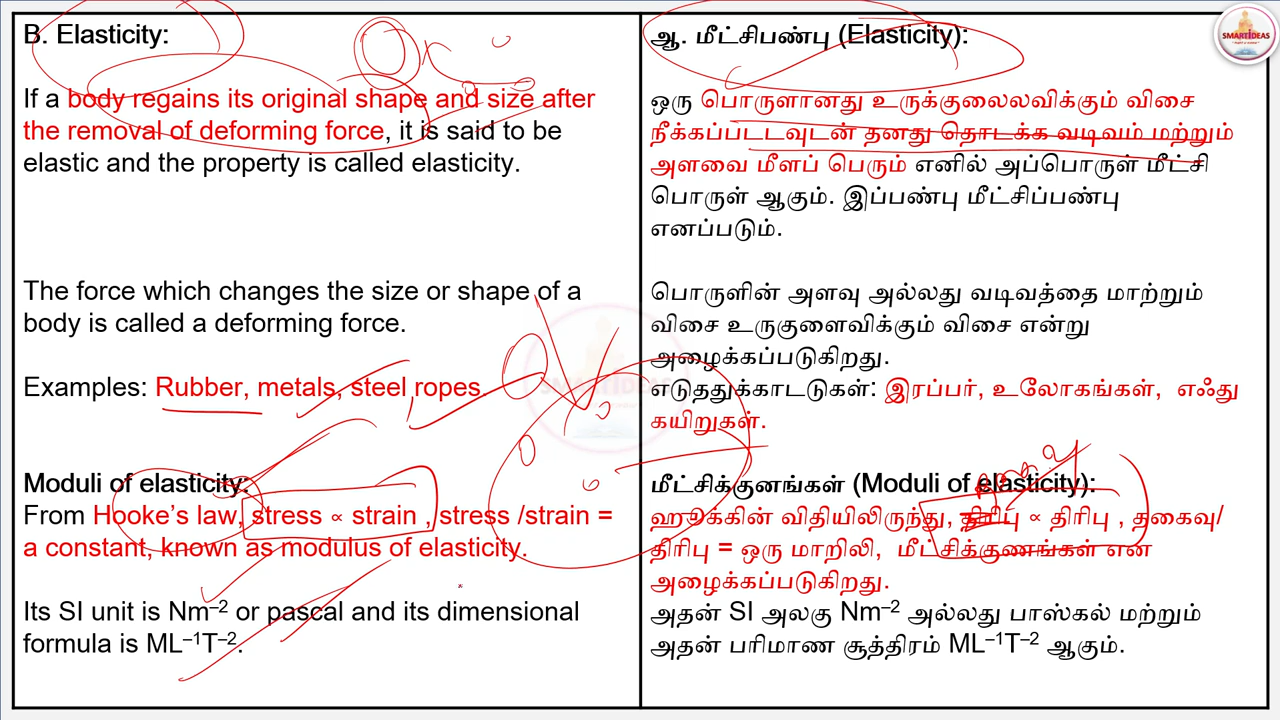 B. Elasticity:
If a body regains its original shape and size after
the removal of deforming force, it is said to be
elastic and the property is called elasticity.
The force which changes the size or shape of a
body is called a deforming force.
Examples: Rubber, metals, steel ropes.
Moduli of elasticity:
From Hooke’s law, stress ∝ strain , stress /strain =
a constant, known as modulus of elasticity.
Its SI unit is Nm–2 or pascal and its dimensional
formula is ML–1T–2.
ஆ. மீட்சிபண்பு (Elasticity):
ஒரு பொருளானது உருக்குலைலவிக்கும் விசை
நீக்கப்படடவுடன் தனது தொடக்க வடிவம் மற்றும்
அளவை மீளப் பெரும் எனில் அப்பொருள் மீட்சி
பொருள் ஆகும். இப்பண்பு மீட்சிப்பண்பு
எனப்படும்.
பொருளின் அளவு அல்லது வடிவத்தை மாற்றும்
விசை உருகுளைவிக்கும் விசை என்று
அழைக்கப்படுகிறது.
எடுததுக்காடடுகள்: இரப்பர், உலோகங்கள், எஃது
கயிறுகள்.
மீட்சிக்குனங்கள் (Moduli of elasticity):
ஹூக்கின் விதியிலிருந்து, திரிபு ∝ திரிபு , தகைவு/
திரிபு = ஒரு மாறிலி, மீட்சிக்குணங்கள் என
அழைக்கப்படுகிறது.
அதன் SI அலகு Nm–2 அல்லது பாஸ்கல் மற்றும்
அதன் பரிமாண சூத்திரம் ML–1T–2 ஆகும்.
SMARTIDEAS